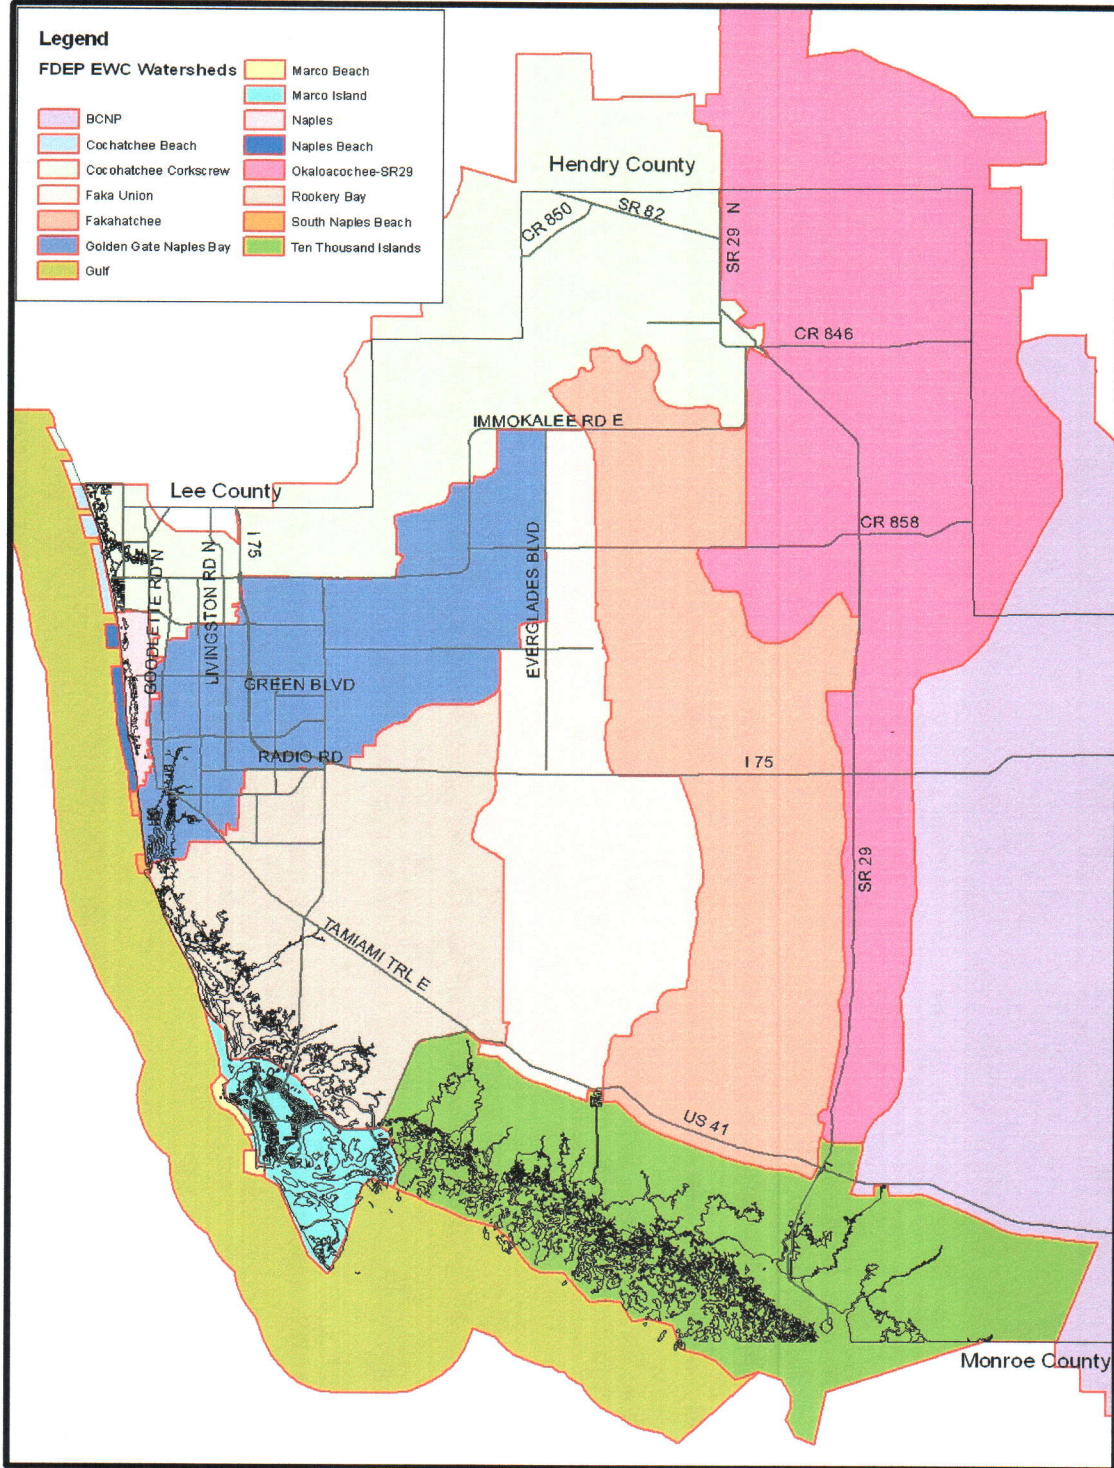 Legend
FDEP EWC Watersheds
BCNP
Cochatchee Beach
Cocohatchee Corkscrew
Faka Union
Fakahatchee
Golden Gate Naples Bay
Gulf
Marco Beach
Marco Island
Naples
Naples Beach
Okaloacochee-SR29
Rookery Bay
South Naples Beach
Ten Thousand Islands
Hendry County
CR 850
SR 82
SR 29 N
CR 846
IMMOKALEE RD E
Lee County
I 75
CR 858
GOODLETTE RD N
LIVINGSTON RD N
EVERGLADES BLVD
GREEN BLVD
RADIO RD
I 75
SR 29
TAMIAMI TRL E
US 41
Monroe County